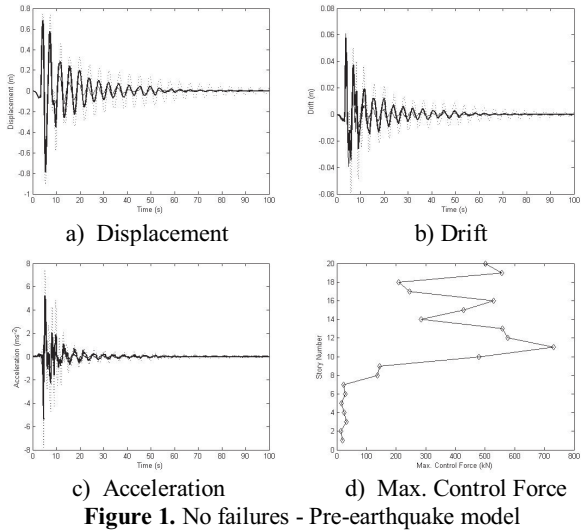 0.8
0.6
0.4
0.2
0
-0.2
-0.4
-0.6
-0.8
-1
Displacement (m)
0 10 20 30 40 50 60 70 80 90 100
Time (s)
a) Displacement
0.08
0.06
0.04
0.02
0
-0.02
-0.04
-0.06
Drift (m)
0 10 20 30 40 50 60 70 80 90 100
Time (s)
b) Drift
8
6
4
2
0
-2
-4
-6
-8
Acceleration (ms⁻²)
0 10 20 30 40 50 60 70 80 90 100
Time (s)
c) Acceleration
20
18
16
14
12
10
8
6
4
2
0
Story Number
0 100 200 300 400 500 600 700 800
Max. Control Force (kN)
d) Max. Control Force
Figure 1. No failures - Pre-earthquake model